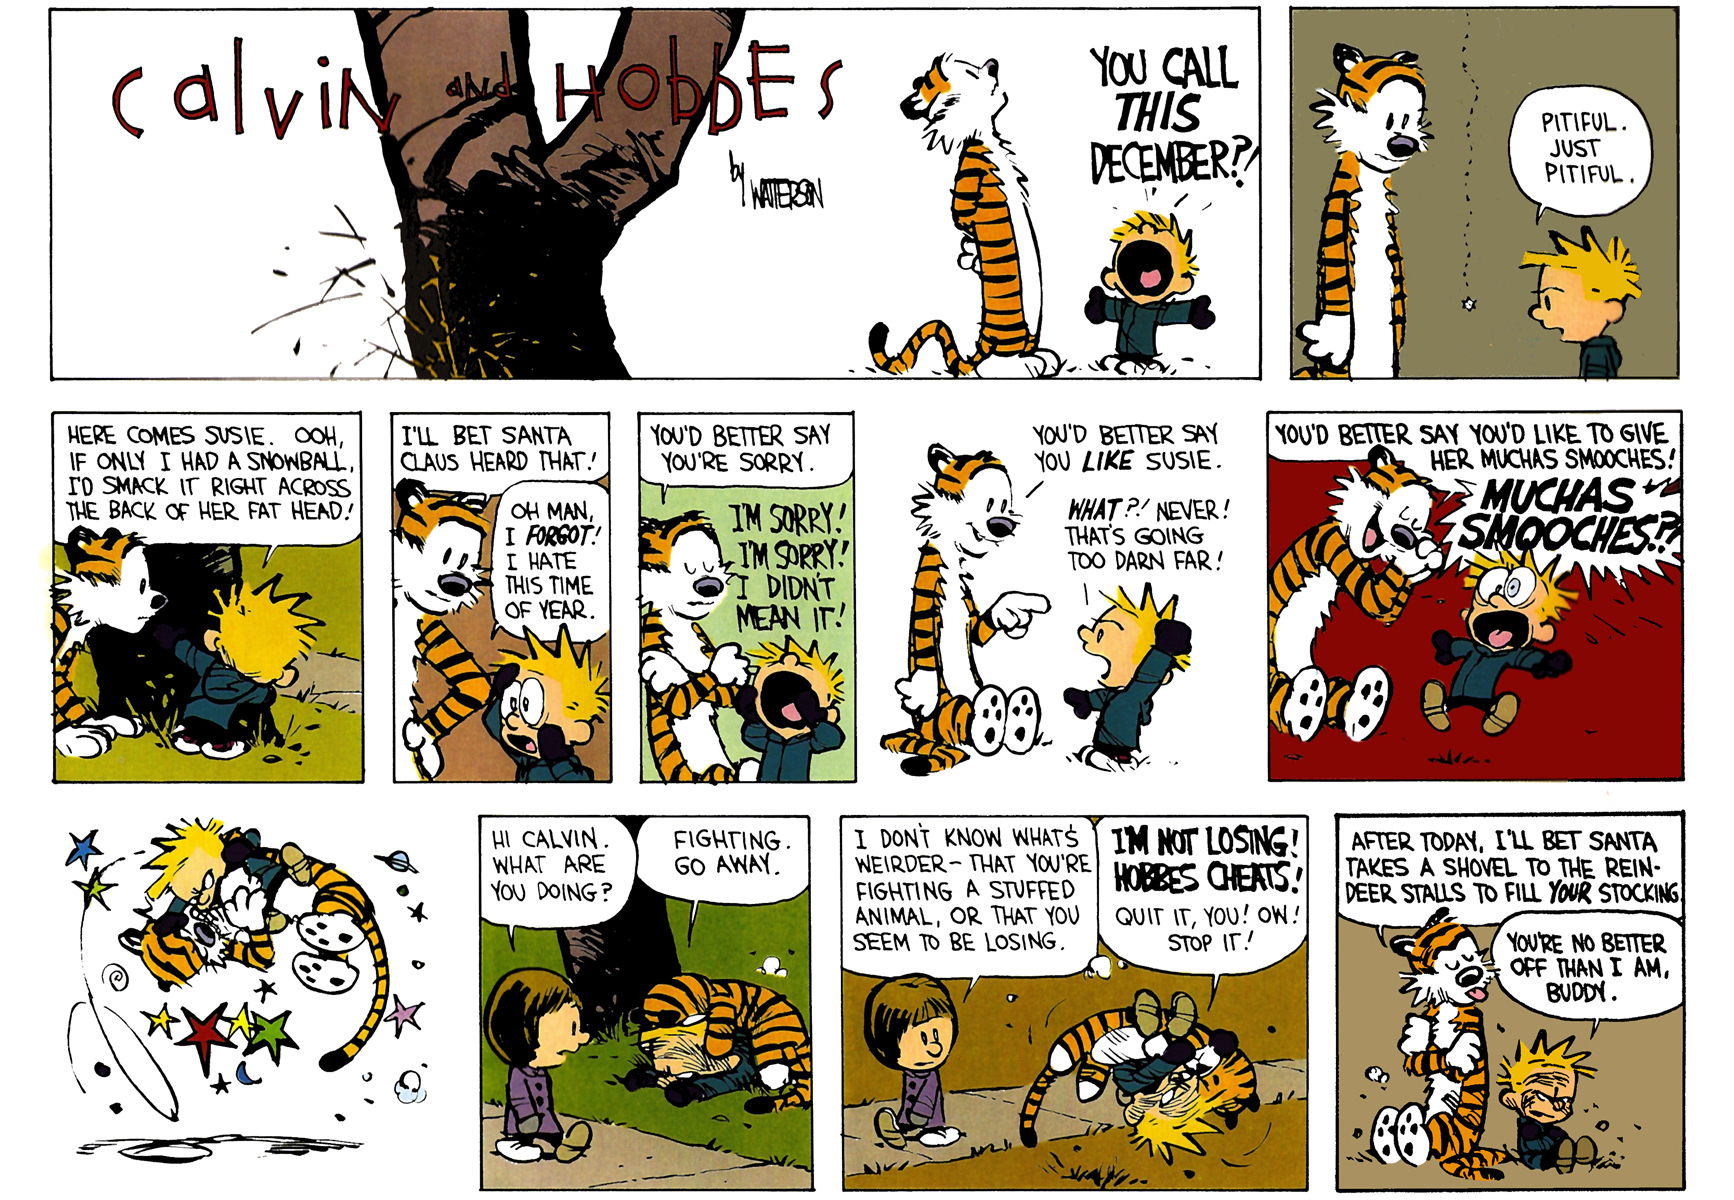 CalviN and HobbEs
by WATTERSON
YOU CALL
THIS
DECEMBER?!
PITIFUL.
JUST
PITIFUL.
HERE COMES SUSIE. OOH,
IF ONLY I HAD A SNOWBALL,
I'D SMACK IT RIGHT ACROSS
THE BACK OF HER FAT HEAD!
I'LL BET SANTA
CLAUS HEARD THAT!
OH MAN,
I FORGOT!
I HATE
THIS TIME
OF YEAR.
YOU'D BETTER SAY
YOU'RE SORRY.
I'M SORRY!
I'M SORRY!
I DIDN'T
MEAN IT!
YOU'D BETTER SAY
YOU LIKE SUSIE.
WHAT?! NEVER!
THAT'S GOING
TOO DARN FAR!
YOU'D BETTER SAY YOU'D LIKE TO GIVE
HER MUCHAS SMOOCHES!
MUCHAS
SMOOCHES??
HI CALVIN.
WHAT ARE
YOU DOING?
FIGHTING.
GO AWAY.
I DON'T KNOW WHAT'S
WEIRDER - THAT YOU'RE
FIGHTING A STUFFED
ANIMAL, OR THAT YOU
SEEM TO BE LOSING.
I'M NOT LOSING!
HOBBES CHEATS!
QUIT IT, YOU! OW!
STOP IT!
AFTER TODAY, I'LL BET SANTA
TAKES A SHOVEL TO THE REIN-
DEER STALLS TO FILL YOUR STOCKING.
YOU'RE NO BETTER
OFF THAN I AM,
BUDDY.